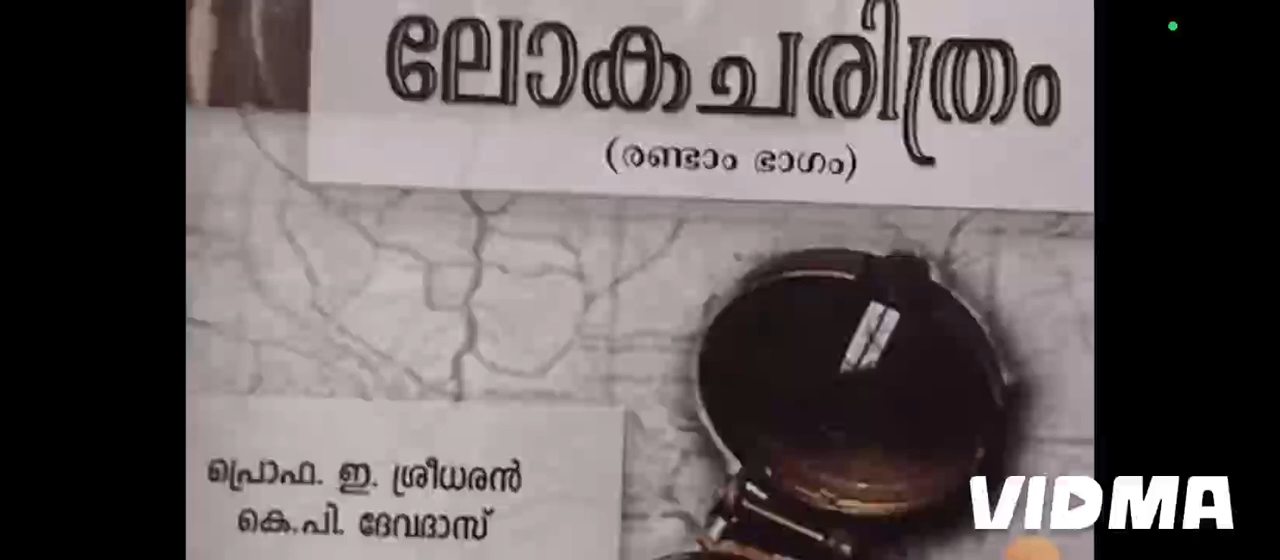 ലോകചരിത്രം
(രണ്ടാം ഭാഗം)
പ്രൊഫ. ഇ. ശ്രീധരൻ
കെ.പി. ദേവദാസ്
VIDMA